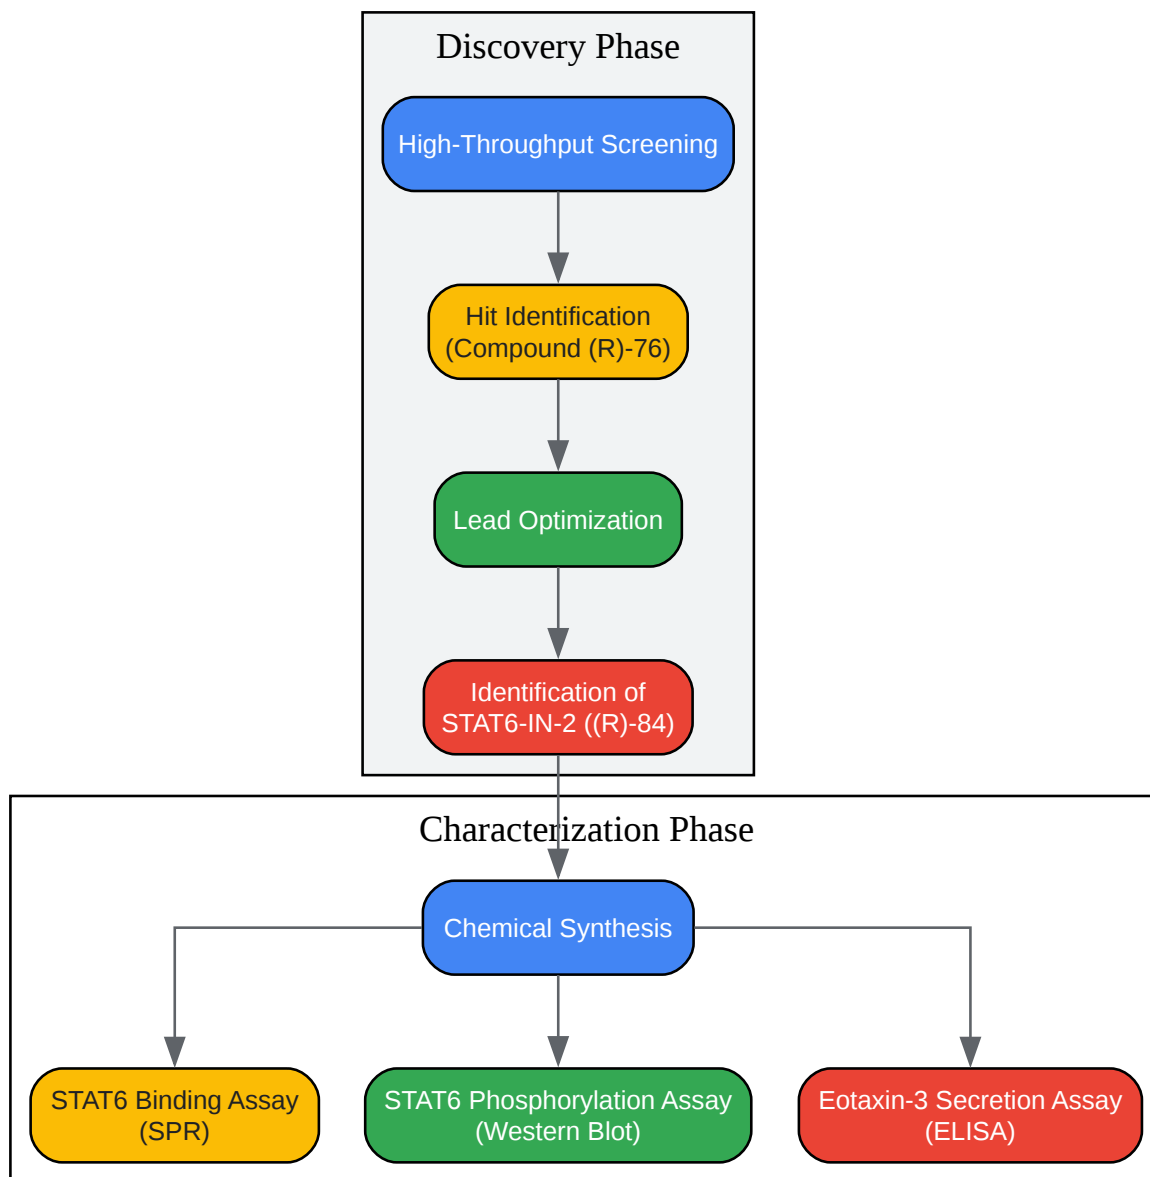 Discovery Phase
High-Throughput Screening
Hit Identification
(Compound (R)-76)
Lead Optimization
Identification of
STAT6-IN-2 ((R)-84)
Characterization Phase
Chemical Synthesis
STAT6 Binding Assay
(SPR)
STAT6 Phosphorylation Assay
(Western Blot)
Eotaxin-3 Secretion Assay
(ELISA)